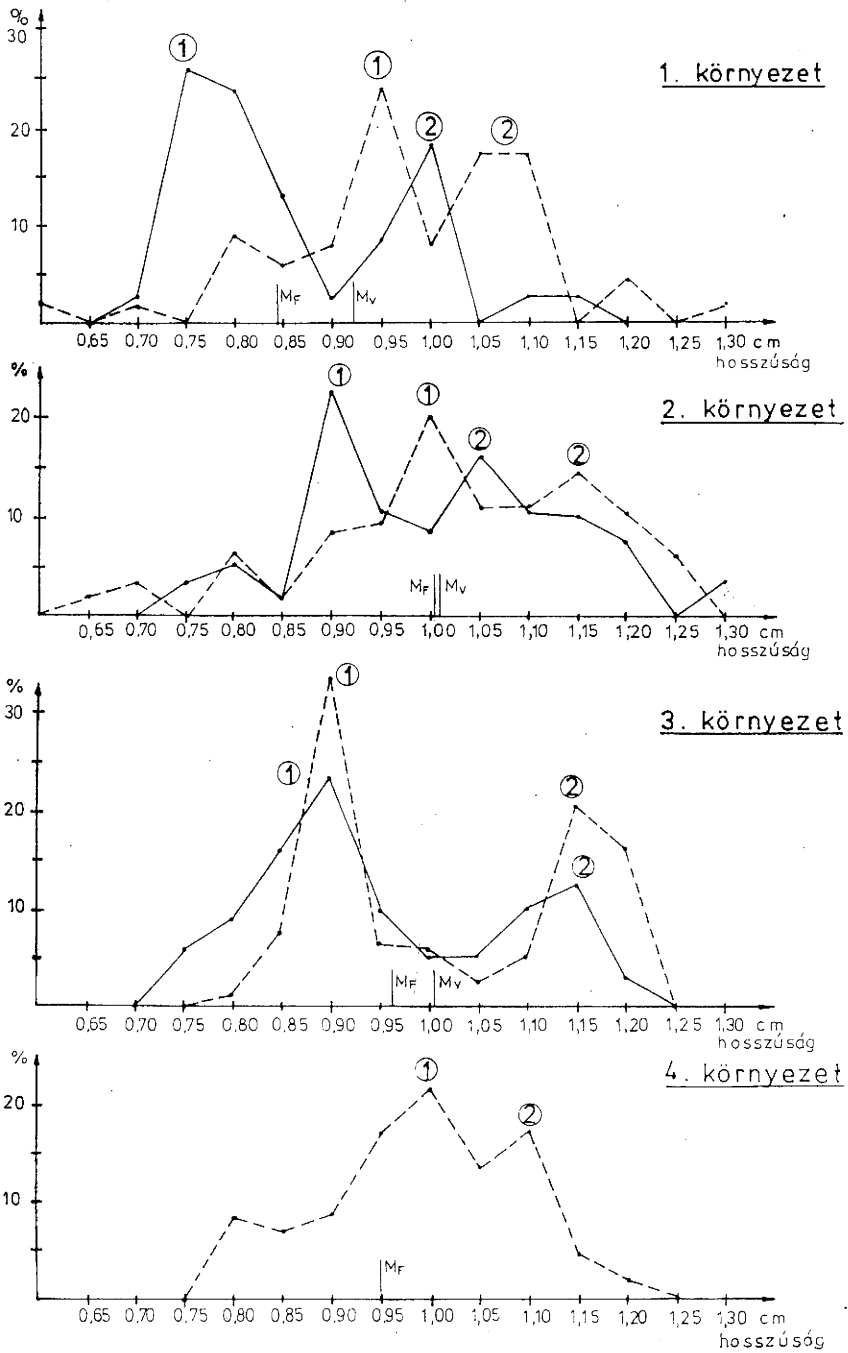 %
30
① ① 1. környezet
20 ② ②
10
M_F M_V
0,65 0,70 0,75 0,80 0,85 0,90 0,95 1,00 1,05 1,10 1,15 1,20 1,25 1,30 cm
hosszúság
%
① ① 2. környezet
20 ② ②
10
M_F M_V
0,65 0,70 0,75 0,80 0,85 0,90 0,95 1,00 1,05 1,10 1,15 1,20 1,25 1,30 cm
hosszúság
%
①
30 3. környezet
① ②
20
②
10
M_F M_V
0,65 0,70 0,75 0,80 0,85 0,90 0,95 1,00 1,05 1,10 1,15 1,20 1,25 1,30 cm
hosszúság
%
① 4. környezet
20 ②
10
M_F
0,65 0,70 0,75 0,80 0,85 0,90 0,95 1,00 1,05 1,10 1,15 1,20 1,25 1,30 cm
hosszúság